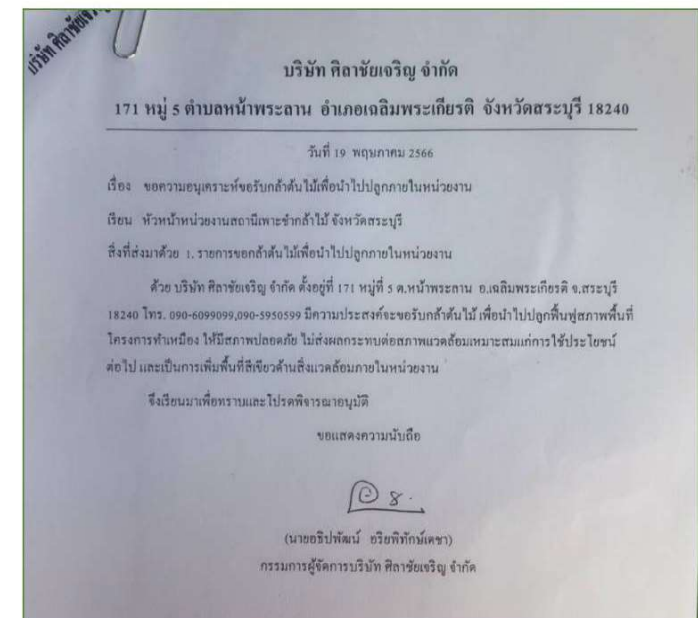 บริษัท ศิลาชัยเจริญ
บริษัท ศิลาชัยเจริญ จำกัด
171 หมู่ 5 ตำบลหน้าพระลาน อำเภอเฉลิมพระเกียรติ จังหวัดสระบุรี 18240
วันที่ 19 พฤษภาคม 2566
เรื่อง ขอความอนุเคราะห์ขอรับกล้าต้นไม้เพื่อนำไปปลูกภายในหน่วยงาน
เรียน หัวหน้าหน่วยงานสถานีเพาะชำกล้าไม้ จังหวัดสระบุรี
สิ่งที่ส่งมาด้วย 1. รายการขอกล้าต้นไม้เพื่อนำไปปลูกภายในหน่วยงาน
ด้วย บริษัท ศิลาชัยเจริญ จำกัด ตั้งอยู่ที่ 171 หมู่ที่ 5 ต.หน้าพระลาน อ.เฉลิมพระเกียรติ จ.สระบุรี
18240 โทร. 090-6099099,090-5950599 มีความประสงค์จะขอรับกล้าต้นไม้ เพื่อนำไปปลูกฟื้นฟูสภาพพื้นที่
โครงการทำเหมือง ให้มีสภาพปลอดภัย ไม่ส่งผลกระทบต่อสภาพแวดล้อมเหมาะสมแก่การใช้ประโยชน์
ต่อไป และเป็นการเพิ่มพื้นที่สีเขียวด้านสิ่งแวดล้อมภายในหน่วยงาน
จึงเรียนมาเพื่อทราบและโปรดพิจารณาอนุมัติ
ขอแสดงความนับถือ
(นายอธิปพัฒน์ อริยพิทักษ์เดชา)
กรรมการผู้จัดการบริษัท ศิลาชัยเจริญ จำกัด